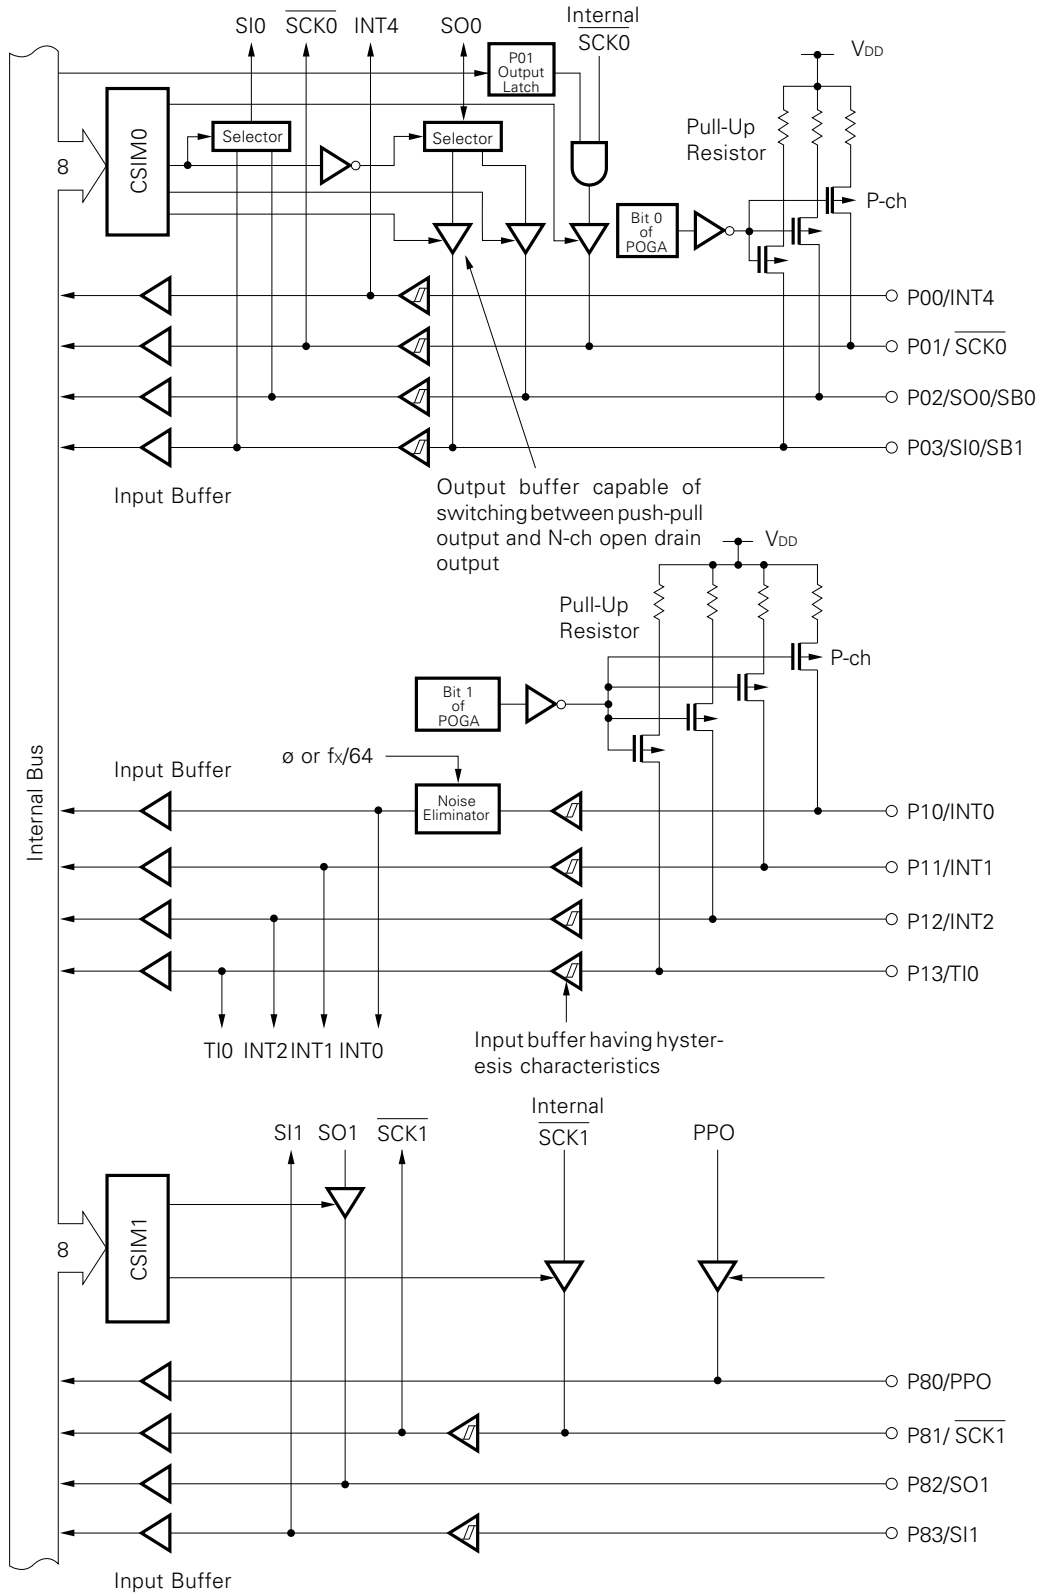 Internal
SI0 SCK0 INT4 SO0 SCK0
P01
Output
Latch
VDD
Pull-Up
Resistor
8
CSIM0
Selector
Selector
P-ch
Bit 0
of
POGA
P00/INT4
P01/ SCK0
P02/SO0/SB0
P03/SI0/SB1
Input Buffer
Output buffer capable of
switching between push-pull
output and N-ch open drain
output
VDD
Pull-Up
Resistor
P-ch
Bit 1
of
POGA
Internal Bus
Input Buffer
ø or fx/64
Noise
Eliminator
P10/INT0
P11/INT1
P12/INT2
P13/TI0
TI0 INT2 INT1 INT0
Input buffer having hyster-
esis characteristics
Internal
SI1 SO1 SCK1 SCK1 PPO
8
CSIM1
P80/PPO
P81/ SCK1
P82/SO1
P83/SI1
Input Buffer